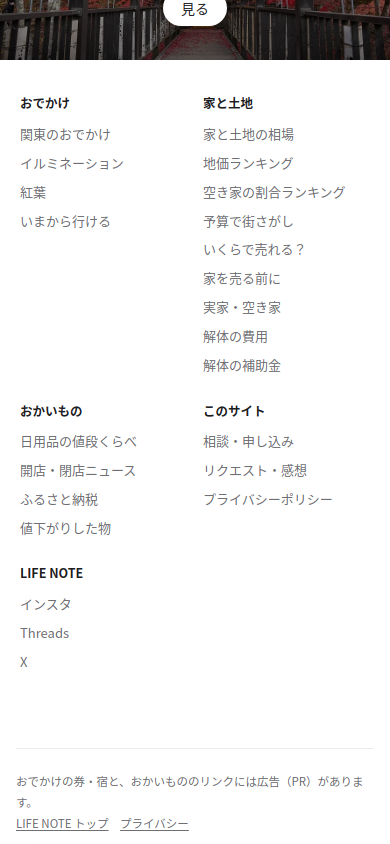 見る
おでかけ
関東のおでかけ
イルミネーション
紅葉
いまから行ける
家と土地
家と土地の相場
地価ランキング
空き家の割合ランキング
予算で街さがし
いくらで売れる？
家を売る前に
実家・空き家
解体の費用
解体の補助金
おかいもの
日用品の値段くらべ
開店・閉店ニュース
ふるさと納税
値下がりした物
このサイト
相談・申し込み
リクエスト・感想
プライバシーポリシー
LIFE NOTE
インスタ
Threads
X
おでかけの券・宿と、おかいもののリンクには広告（PR）がありま
す。
LIFE NOTE トップ　プライバシー